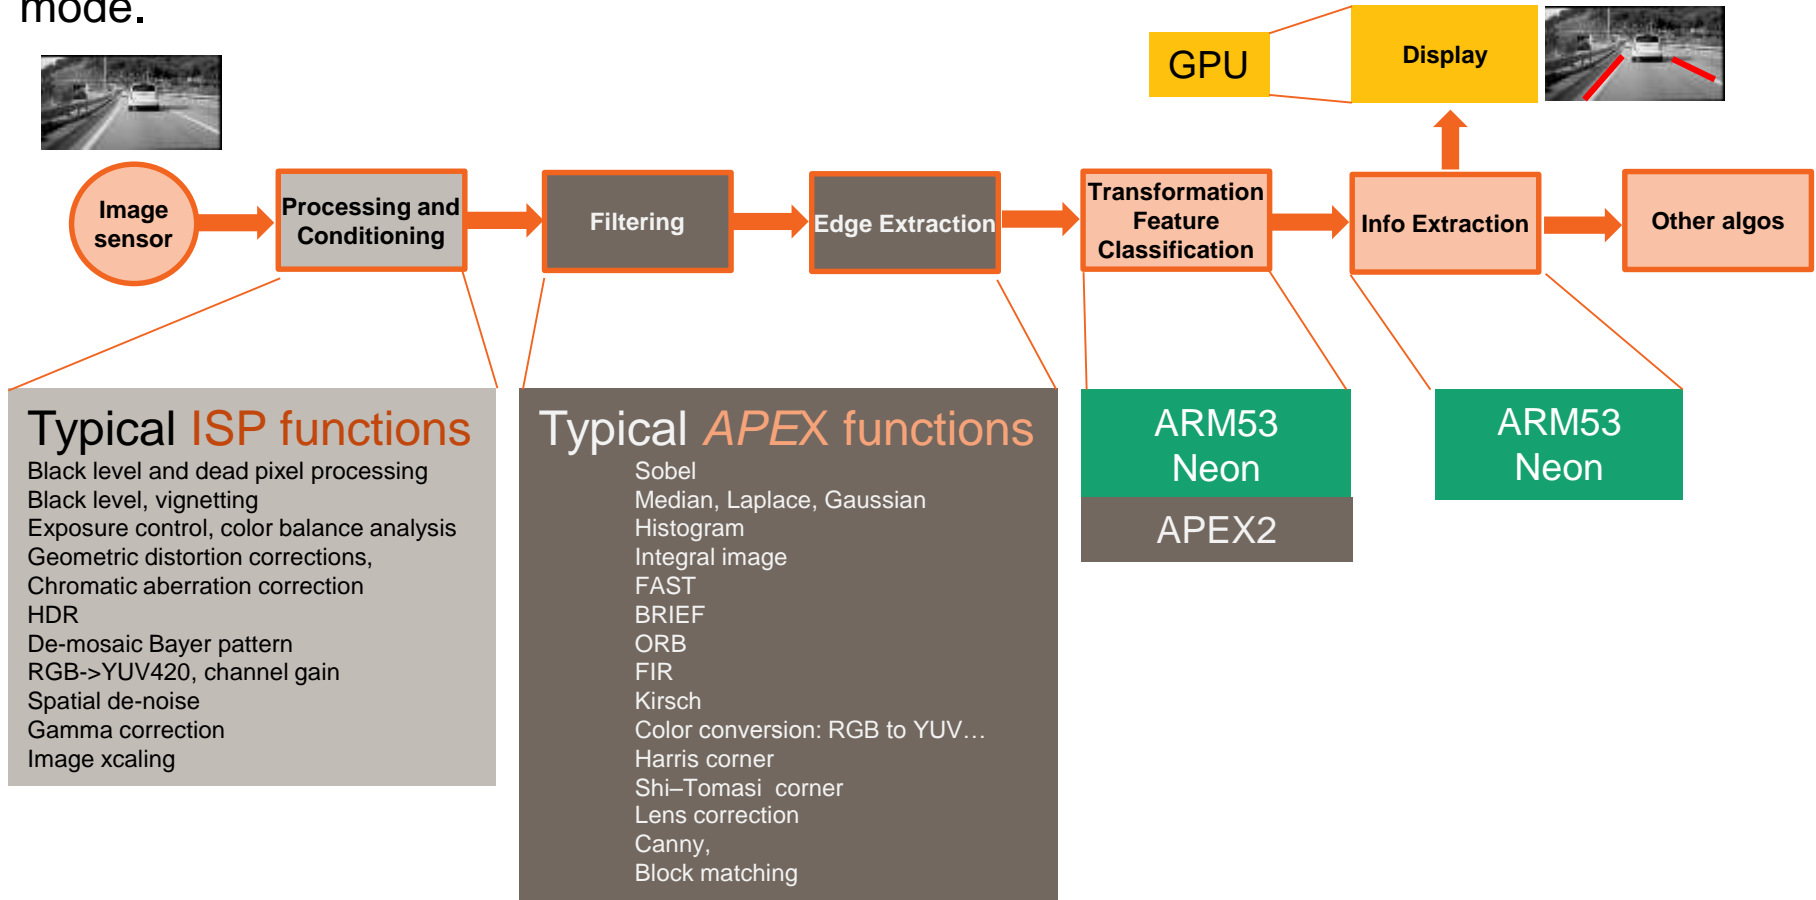 mode.
GPU
Display
Image
sensor
Processing and
Conditioning
Filtering
Edge Extraction
Transformation
Feature
Classification
Info Extraction
Other algos
Typical ISP functions
Black level and dead pixel processing
Black level, vignetting
Exposure control, color balance analysis
Geometric distortion corrections,
Chromatic aberration correction
HDR
De-mosaic Bayer pattern
RGB->YUV420, channel gain
Spatial de-noise
Gamma correction
Image xcaling
Typical APEX functions
Sobel
Median, Laplace, Gaussian
Histogram
Integral image
FAST
BRIEF
ORB
FIR
Kirsch
Color conversion: RGB to YUV…
Harris corner
Shi–Tomasi  corner
Lens correction
Canny,
Block matching
ARM53
Neon
APEX2
ARM53
Neon